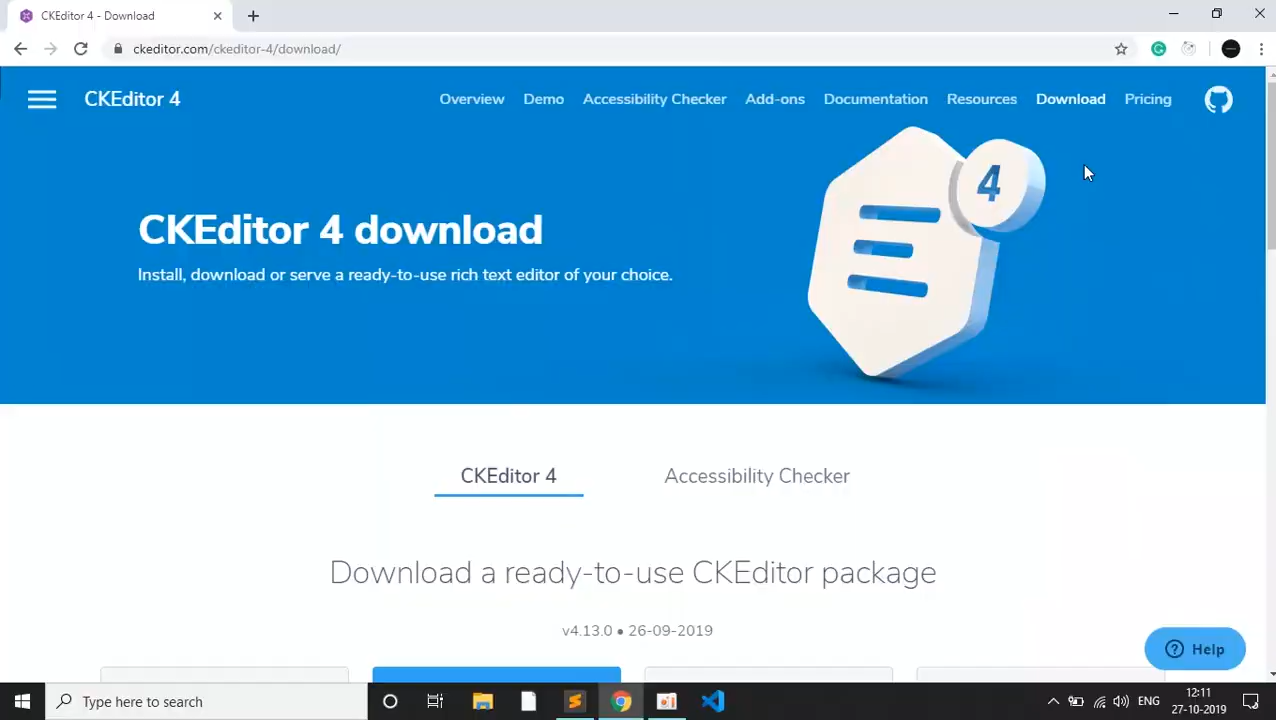 CKEditor 4 - Download
ckeditor.com/ckeditor-4/download/
CKEditor 4
Overview
Demo
Accessibility Checker
Add-ons
Documentation
Resources
Download
Pricing
4
CKEditor 4 download
Install, download or serve a ready-to-use rich text editor of your choice.
CKEditor 4
Accessibility Checker
Download a ready-to-use CKEditor package
v4.13.0 • 26-09-2019
? Help
Type here to search
ENG
12:11
27-10-2019